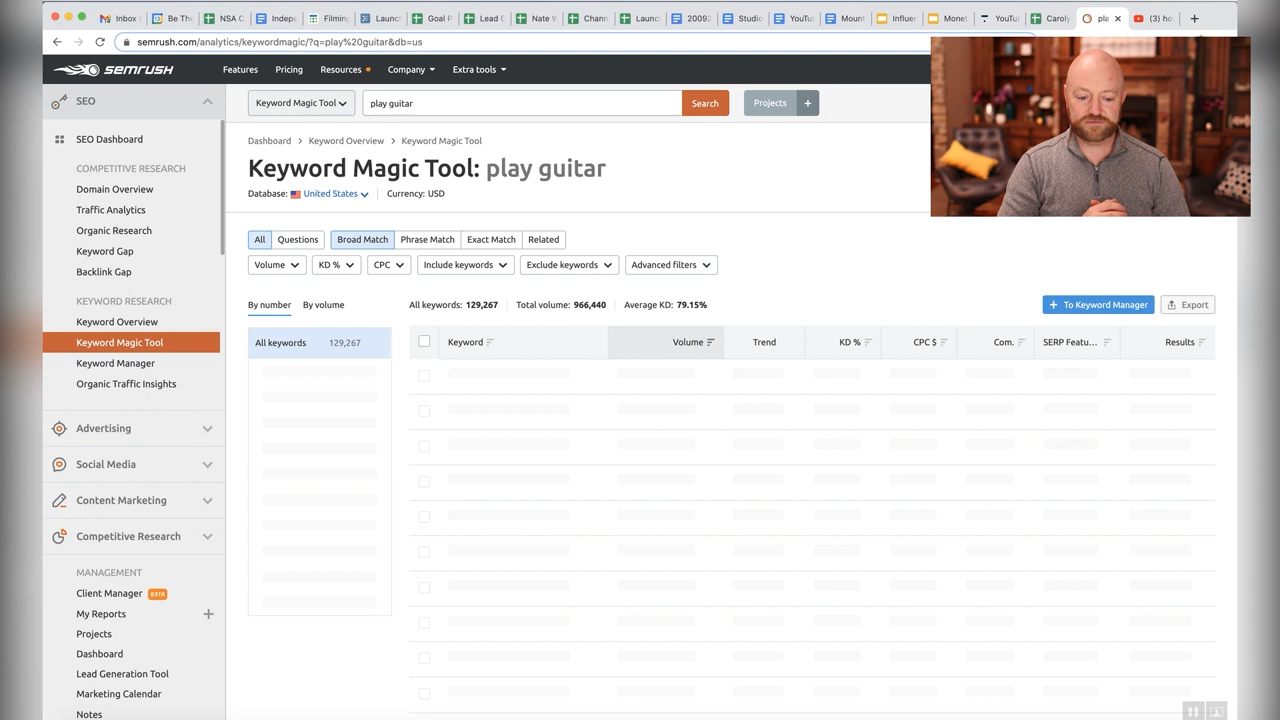 Inbox
Be The
NSA C
Indepe
Filming
Launc
Goal P
Lead G
Nate W
Chann
Launc
20092
Studio
YouTu
Mount
Influer
Monet
YouTu
Caroly
pla
(3) ho
semrush.com/analytics/keywordmagic/?q=play%20guitar&db=us
SEMRUSH
Features
Pricing
Resources
Company
Extra tools
SEO
Keyword Magic Tool
play guitar
Search
Projects
+
SEO Dashboard
COMPETITIVE RESEARCH
Domain Overview
Traffic Analytics
Organic Research
Keyword Gap
Backlink Gap
KEYWORD RESEARCH
Keyword Overview
Keyword Magic Tool
Keyword Manager
Organic Traffic Insights
Advertising
Social Media
Content Marketing
Competitive Research
MANAGEMENT
Client Manager BETA
My Reports
Projects
Dashboard
Lead Generation Tool
Marketing Calendar
Notes
Dashboard > Keyword Overview > Keyword Magic Tool
Keyword Magic Tool: play guitar
Database: United States
Currency: USD
All
Questions
Broad Match
Phrase Match
Exact Match
Related
Volume
KD %
CPC
Include keywords
Exclude keywords
Advanced filters
By number
By volume
All keywords: 129,267
Total volume: 966,440
Average KD: 79.15%
+ To Keyword Manager
Export
All keywords 129,267
Keyword
Volume
Trend
KD %
CPC $
Com.
SERP Featu...
Results